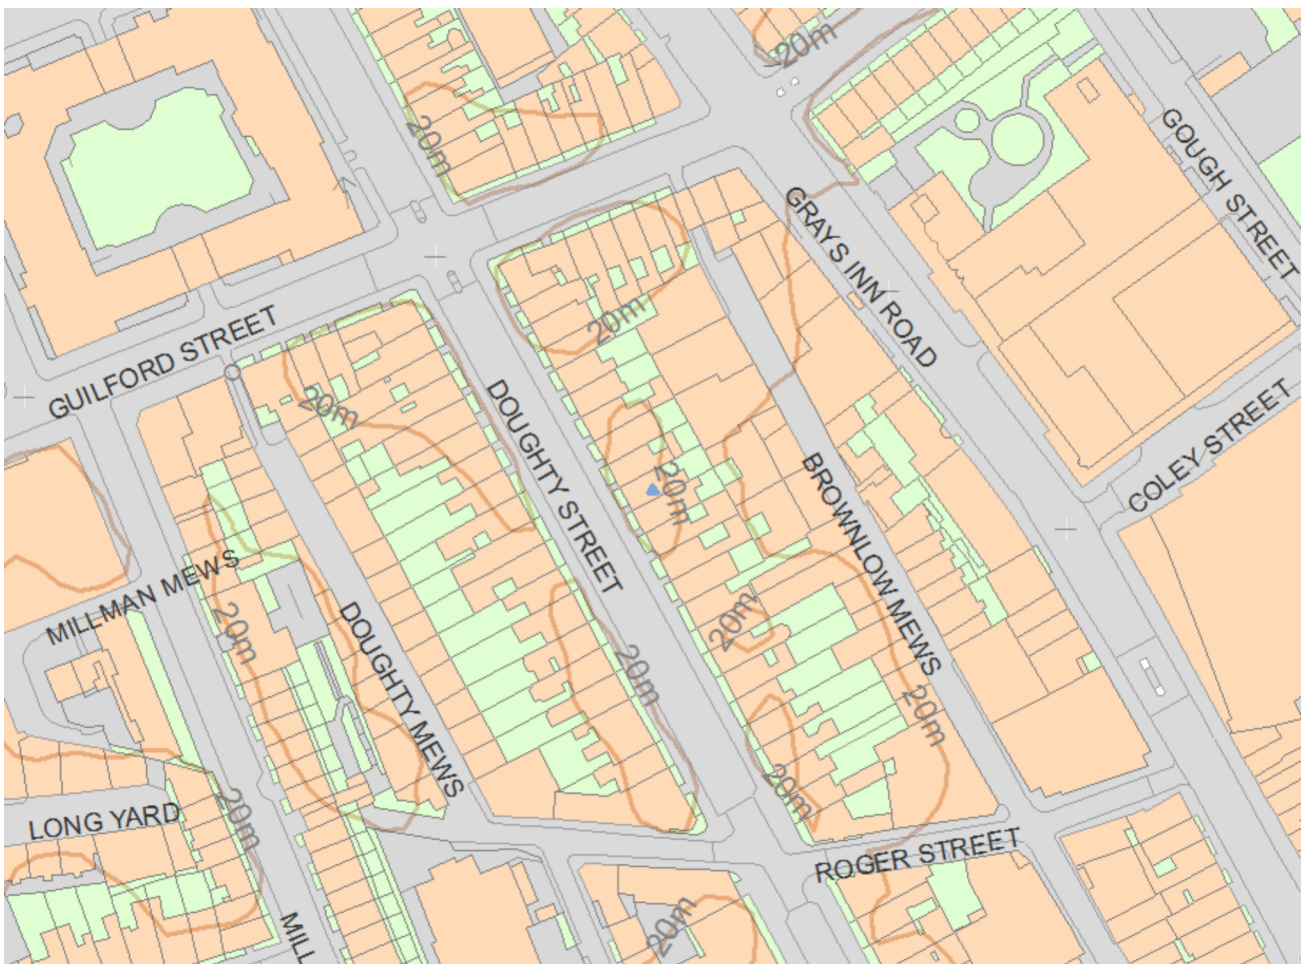 20m
20m
GOUGH STREET
GRAYS INN ROAD
20m
GUILFORD STREET
20m
DOUGHTY STREET
20m
COLEY STREET
BROWNLOW MEWS
MILLMAN MEWS
20m
20m
DOUGHTY MEWS
20m
20m
20m
20m
LONG YARD
ROGER STREET
20m
MILL